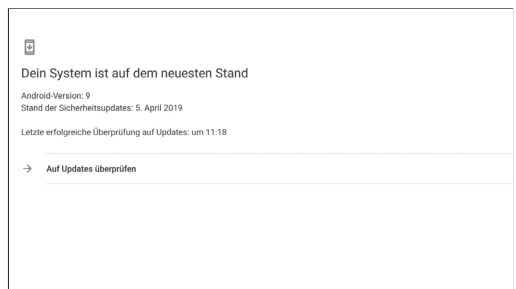 Dein System ist auf dem neuesten Stand
Android-Version: 9
Stand der Sicherheitsupdates: 5. April 2019
Letzte erfolgreiche Überprüfung auf Updates: um 11:18
Auf Updates überprüfen